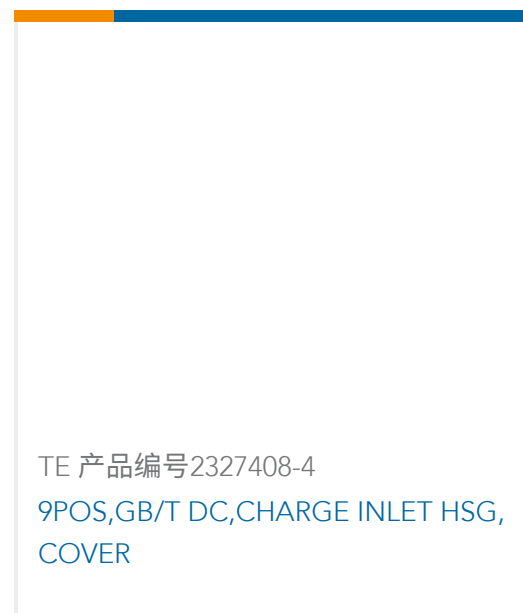 TE 产品编号2327408-4
9POS,GB/T DC,CHARGE INLET HSG,
COVER